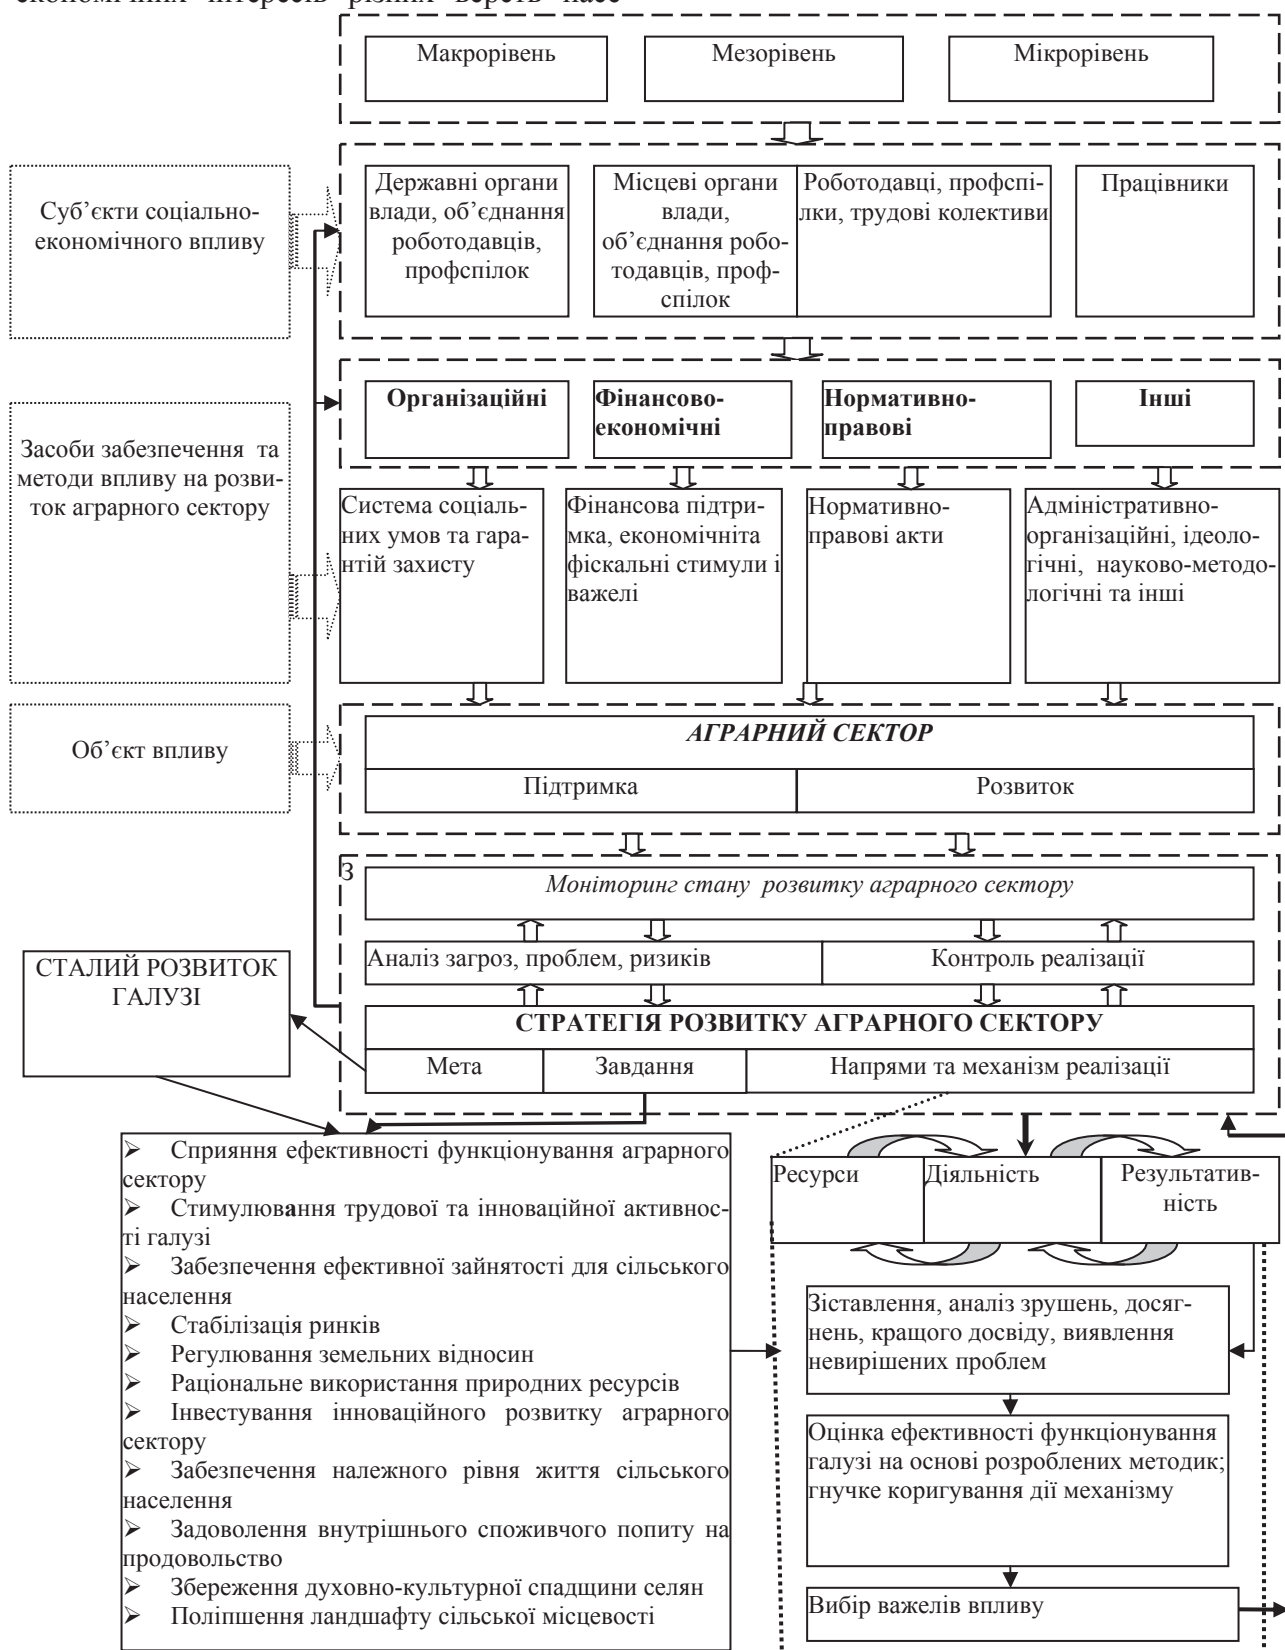 економічних інтересів різних верств насе-
Макрорівень
Мезорівень
Мікрорівень
Суб’єкти соціально-
економічного впливу
Державні органи
влади, об’єднання
роботодавців,
профспілок
Місцеві органи
влади,
об’єднання робо-
тодавців, проф-
спілок
Роботодавці, профспі-
лки, трудові колективи
Працівники
Засоби забезпечення та
методи впливу на розви-
ток аграрного сектору
Організаційні
Фінансово-
економічні
Нормативно-
правові
Інші
Система соціаль-
них умов та гара-
нтій захисту
Фінансова підтри-
мка, економічніта
фіскальні стимули і
важелі
Нормативно-
правові акти
Адміністративно-
організаційні, ідеоло-
гічні, науково-методо-
логічні та інші
Об’єкт впливу
АГРАРНИЙ СЕКТОР
Підтримка
Розвиток
З
Моніторинг стану розвитку аграрного сектору
Аналіз загроз, проблем, ризиків
Контроль реалізації
СТАЛИЙ РОЗВИТОК
ГАЛУЗІ
СТРАТЕГІЯ РОЗВИТКУ АГРАРНОГО СЕКТОРУ
Мета
Завдання
Напрями та механізм реалізації
➢ Сприяння ефективності функціонування аграрного
сектору
➢ Стимулювання трудової та інноваційної активнос-
ті галузі
➢ Забезпечення ефективної зайнятості для сільського
населення
➢ Стабілізація ринків
➢ Регулювання земельних відносин
➢ Раціональне використання природних ресурсів
➢ Інвестування інноваційного розвитку аграрного
сектору
➢ Забезпечення належного рівня життя сільського
населення
➢ Задоволення внутрішнього споживчого попиту на
продовольство
➢ Збереження духовно-культурної спадщини селян
➢ Поліпшення ландшафту сільської місцевості
Ресурси
Діяльність
Результатив-
ність
Зіставлення, аналіз зрушень, досяг-
нень, кращого досвіду, виявлення
невирішених проблем
Оцінка ефективності функціонування
галузі на основі розроблених методик;
гнучке коригування дії механізму
Вибір важелів впливу